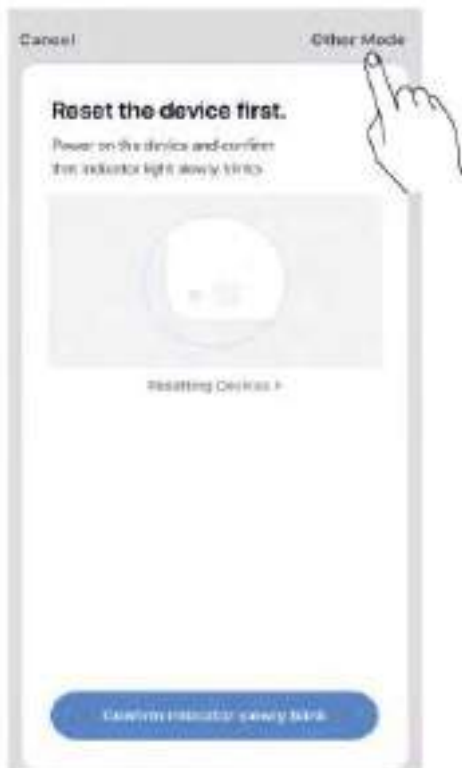 Cancel
Other Mode
Reset the device first.
Power on the device and confirm
that indicator light slowly blinks
Resetting Devices >
Confirm indicator slowly blink